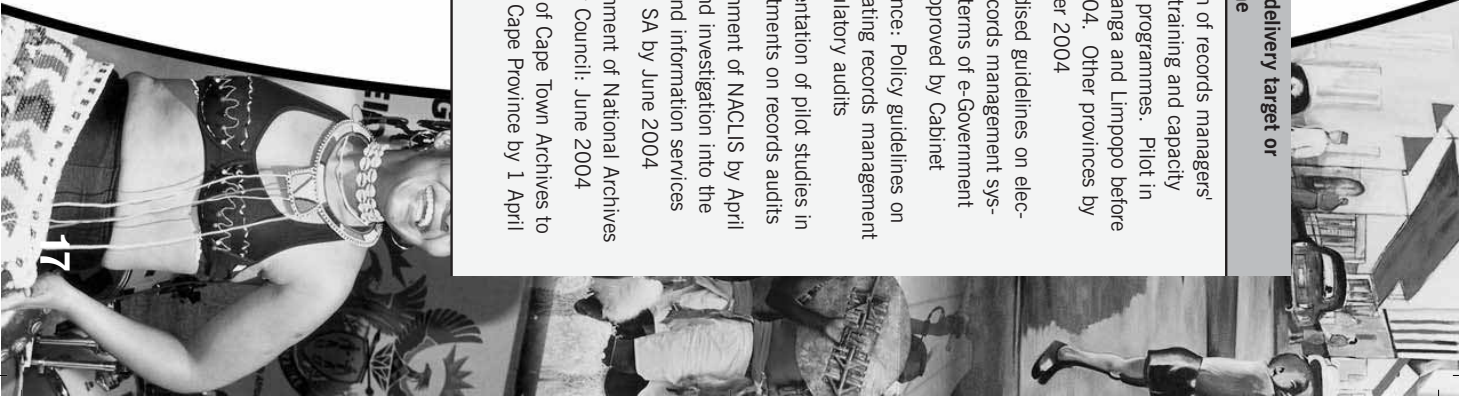 delivery target or
ne
n of records managers'
training and capacity
programmes. Pilot in
anga and Limpopo before
04. Other provinces by
er 2004
dised guidelines on elec-
cords management sys-
terms of e-Government
pproved by Cabinet
nce: Policy guidelines on
ating records management
ulatory audits
entation of pilot studies in
tments on records audits
nment of NACLIS by April
nd investigation into the
nd information services
SA by June 2004
nment of National Archives
Council: June 2004
of Cape Town Archives to
Cape Province by 1 April
17